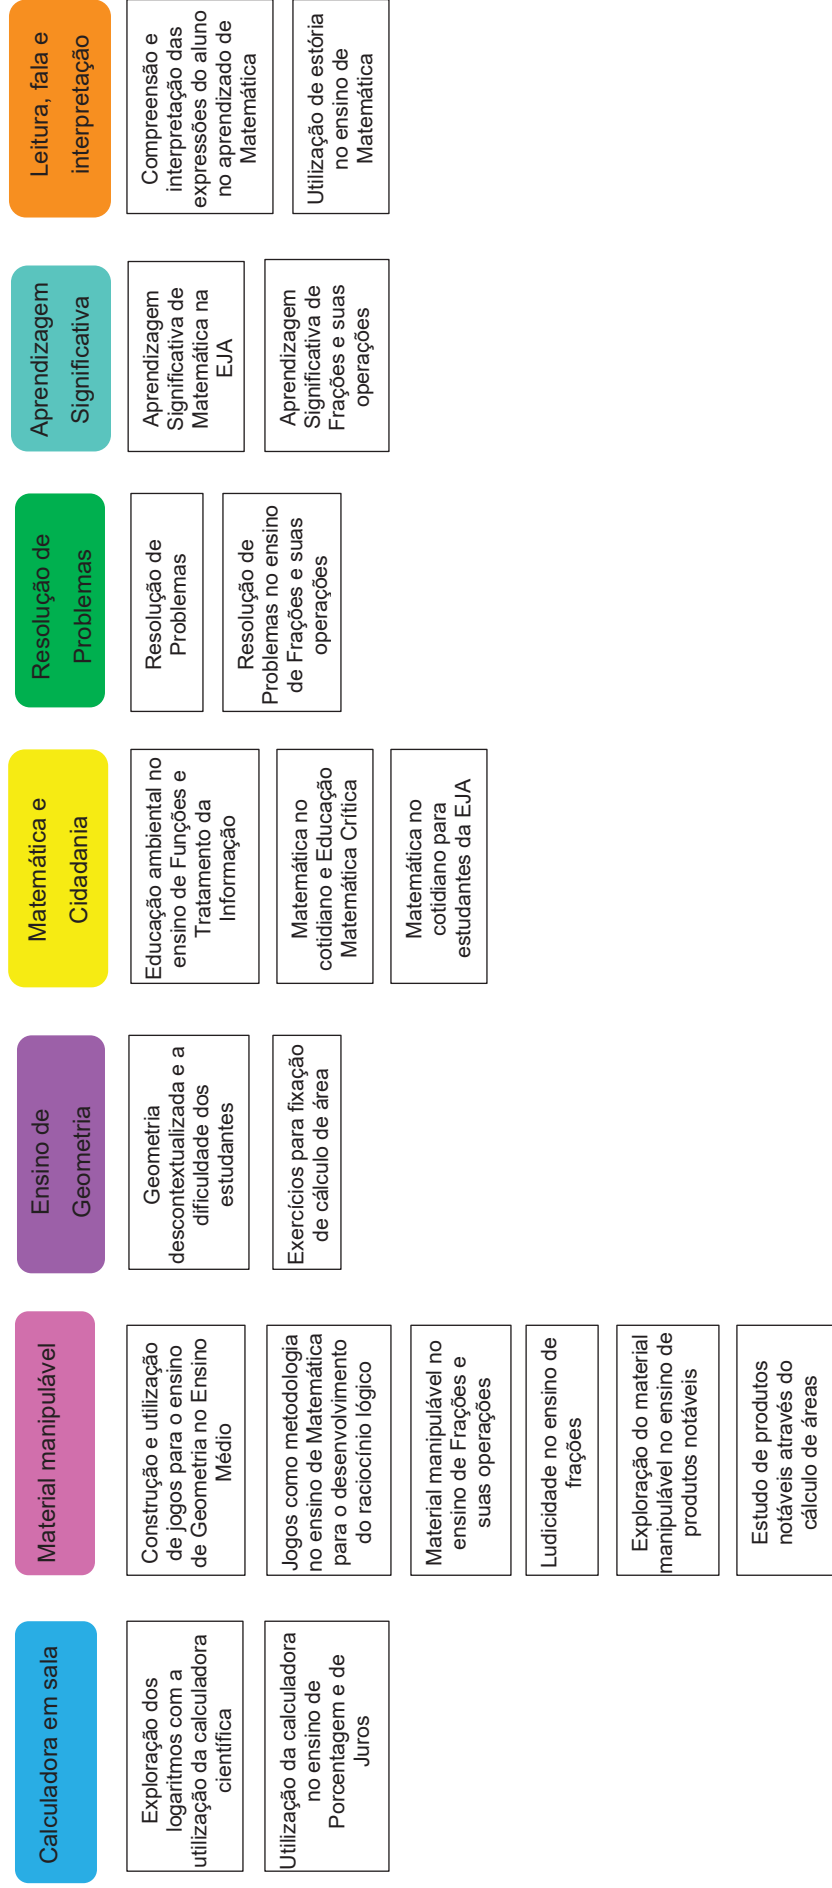 Calculadora em sala
Exploração dos
logaritmos com a
utilização da calculadora
científica
Utilização da calculadora
no ensino de
Porcentagem e de
Juros
Material manipulável
Construção e utilização
de jogos para o ensino
de Geometria no Ensino
Médio
Jogos como metodologia
no ensino de Matemática
para o desenvolvimento
do raciocínio lógico
Material manipulável no
ensino de Frações e
suas operações
Ludicidade no ensino de
frações
Exploração do material
manipulável no ensino de
produtos notáveis
Estudo de produtos
notáveis através do
cálculo de áreas
Ensino de
Geometria
Geometria
descontextualizada e a
dificuldade dos
estudantes
Exercícios para fixação
de cálculo de área
Matemática e
Cidadania
Educação ambiental no
ensino de Funções e
Tratamento da
Informação
Matemática no
cotidiano e Educação
Matemática Crítica
Matemática no
cotidiano para
estudantes da EJA
Resolução de
Problemas
Resolução de
Problemas
Resolução de
Problemas no ensino
de Frações e suas
operações
Aprendizagem
Significativa
Aprendizagem
Significativa de
Matemática na
EJA
Aprendizagem
Significativa de
Frações e suas
operações
Leitura, fala e
interpretação
Compreensão e
interpretação das
expressões do aluno
no aprendizado de
Matemática
Utilização de estória
no ensino de
Matemática